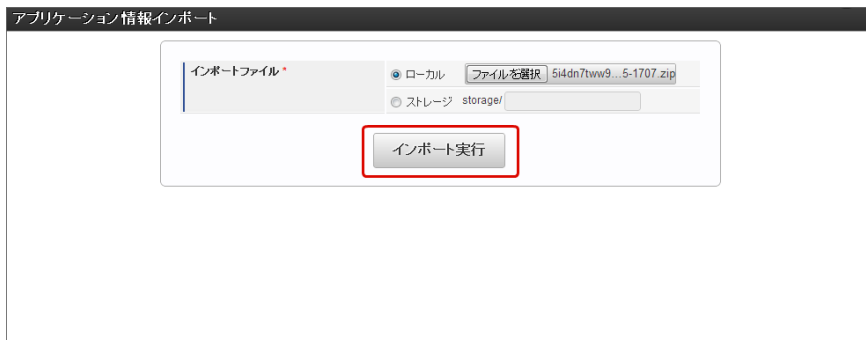 アプリケーション情報インポート
インポートファイル *
ローカル ファイルを選択 5i4dn7tww9...5-1707.zip
ストレージ storage/
インポート実行